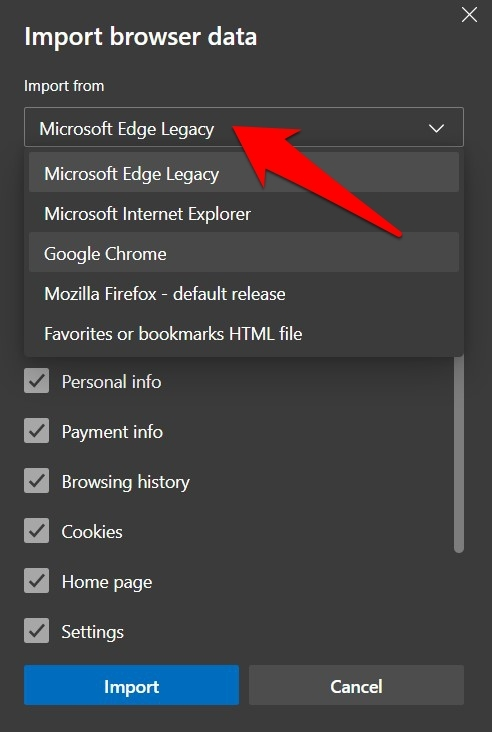 Import browser data
Import from
Microsoft Edge Legacy
Microsoft Edge Legacy
Microsoft Internet Explorer
Google Chrome
Mozilla Firefox - default release
Favorites or bookmarks HTML file
Personal info
Payment info
Browsing history
Cookies
Home page
Settings
Import Cancel